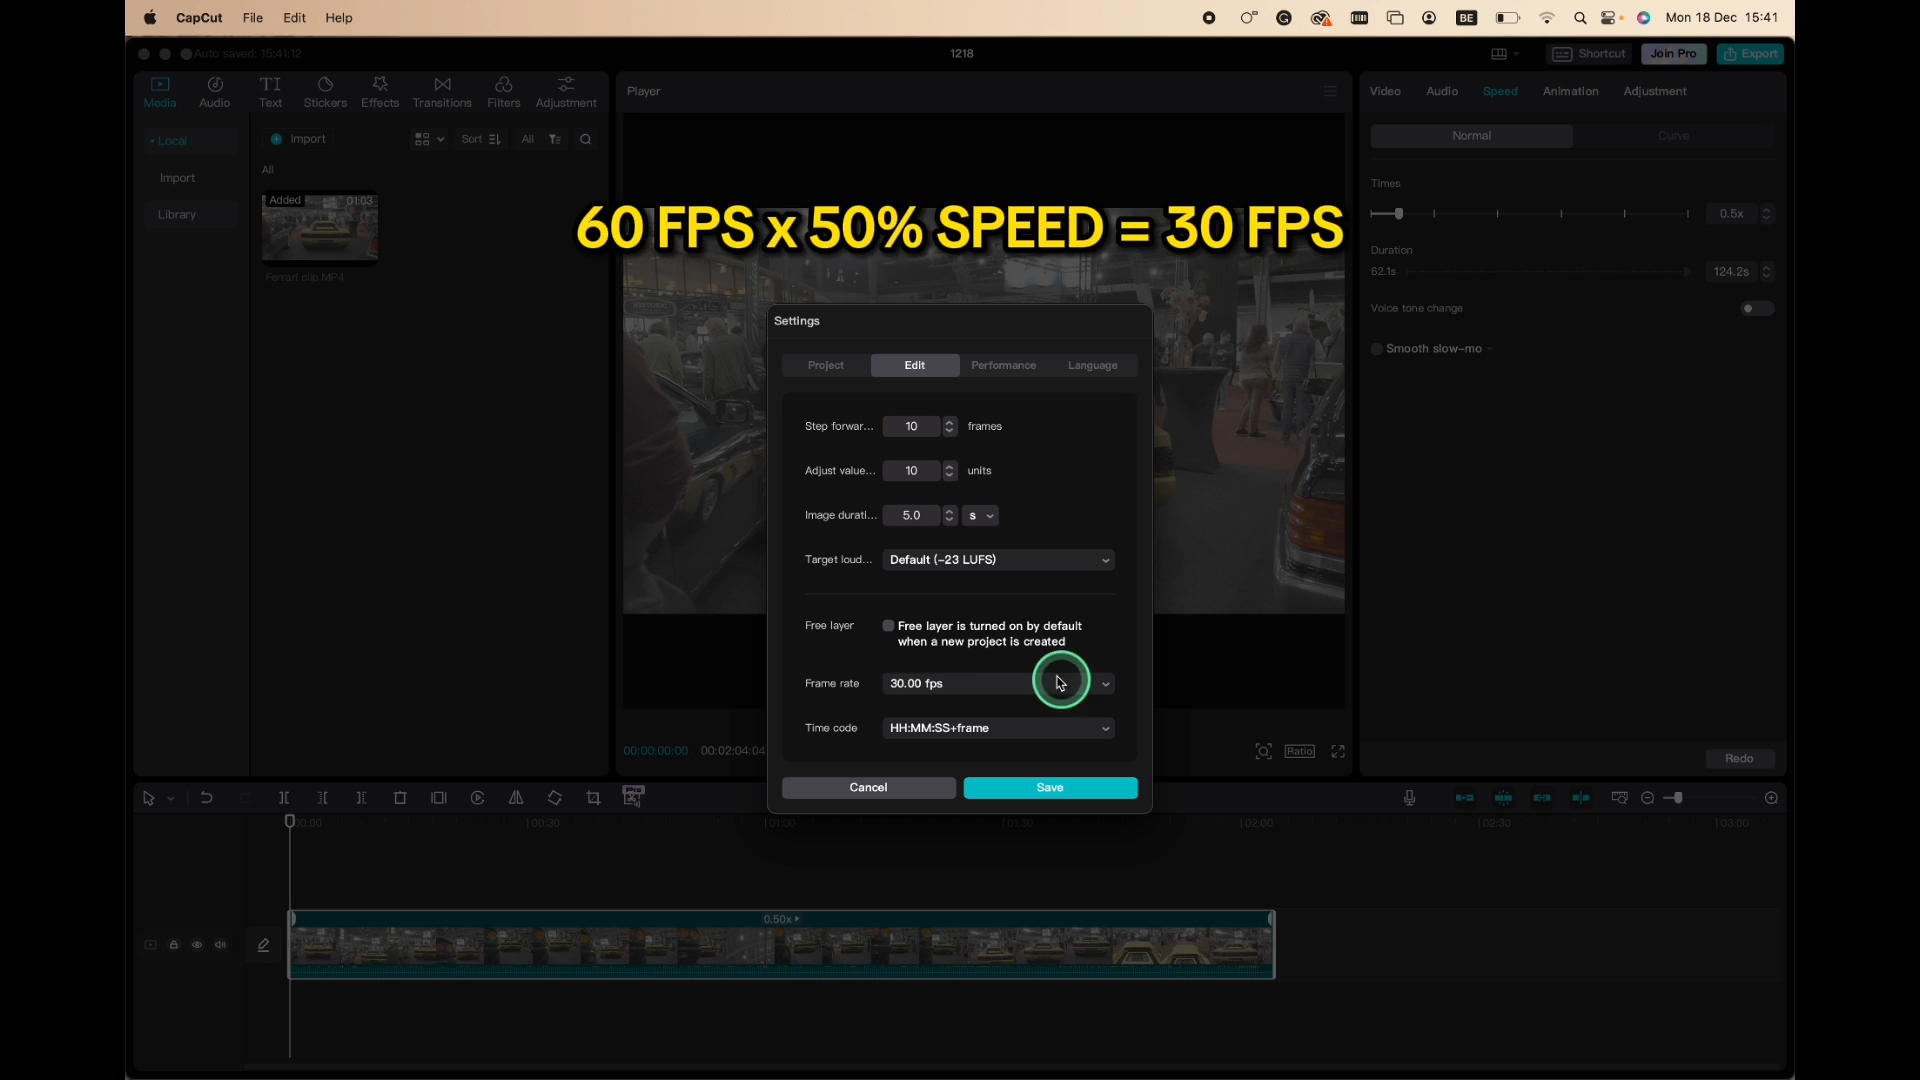 CapCut File Edit Help
BE Mon 18 Dec 15:41
Auto saved: 15:41:12
1218
Shortcut Join Pro Export
Media Audio Text Stickers Effects Transitions Filters Adjustment
Player
Video Audio Speed Animation Adjustment
Local
Import
Library
Import Sort All
All
Added 01:03
Ferrari clip.MP4
60 FPS x 50% SPEED = 30 FPS
Normal Curve
Times
0.5x
Duration
62.1s 124.2s
Voice tone change
Smooth slow-mo
Redo
Settings
Project Edit Performance Language
Step forwar... 10 frames
Adjust value... 10 units
Image durati... 5.0 s
Target loud... Default (-23 LUFS)
Free layer Free layer is turned on by default
when a new project is created
Frame rate 30.00 fps
Time code HH:MM:SS+frame
Cancel Save
00:00:00:00 00:02:04:04
Ratio
00:00 00:30 01:00 01:30 02:00 02:30 03:00
0.50x